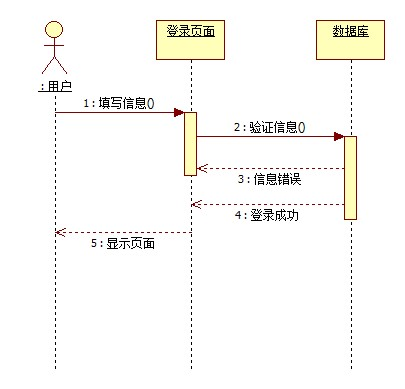 登录页面
数据库
: 用户
1 : 填写信息()
2 : 验证信息()
3 : 信息错误
4 : 登录成功
5 : 显示页面